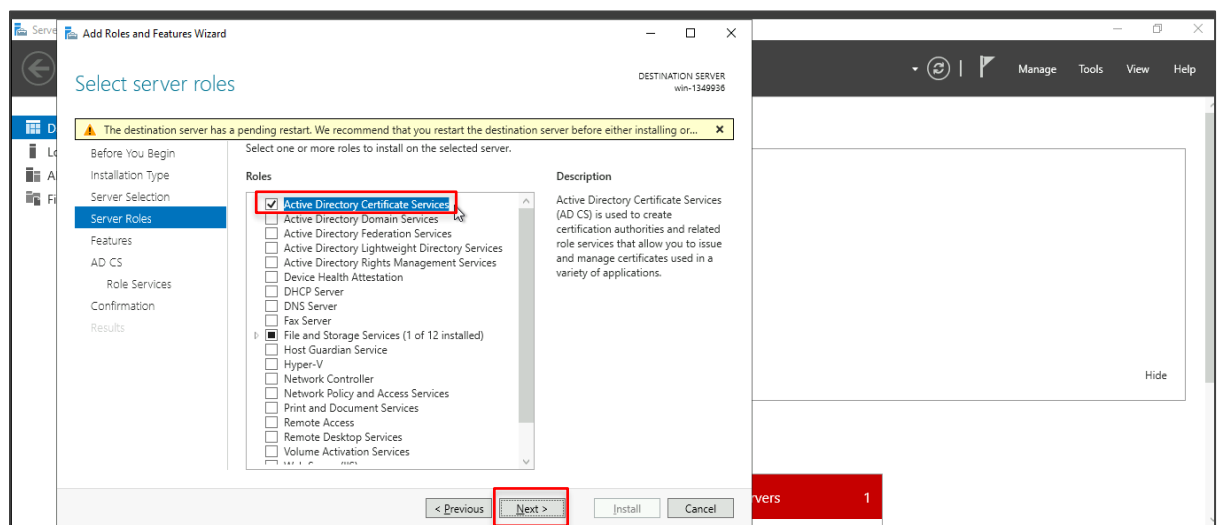 Serve
Add Roles and Features Wizard
Manage Tools View Help
Select server roles
DESTINATION SERVER
win-1349936
The destination server has a pending restart. We recommend that you restart the destination server before either installing or...
D
Lo
Al
Fi
Before You Begin
Installation Type
Server Selection
Server Roles
Features
AD CS
Role Services
Confirmation
Results
Select one or more roles to install on the selected server.
Roles
Active Directory Certificate Services
Active Directory Domain Services
Active Directory Federation Services
Active Directory Lightweight Directory Services
Active Directory Rights Management Services
Device Health Attestation
DHCP Server
DNS Server
Fax Server
File and Storage Services (1 of 12 installed)
Host Guardian Service
Hyper-V
Network Controller
Network Policy and Access Services
Print and Document Services
Remote Access
Remote Desktop Services
Volume Activation Services
Description
Active Directory Certificate Services
(AD CS) is used to create
certification authorities and related
role services that allow you to issue
and manage certificates used in a
variety of applications.
Hide
< Previous Next > Install Cancel
rvers 1